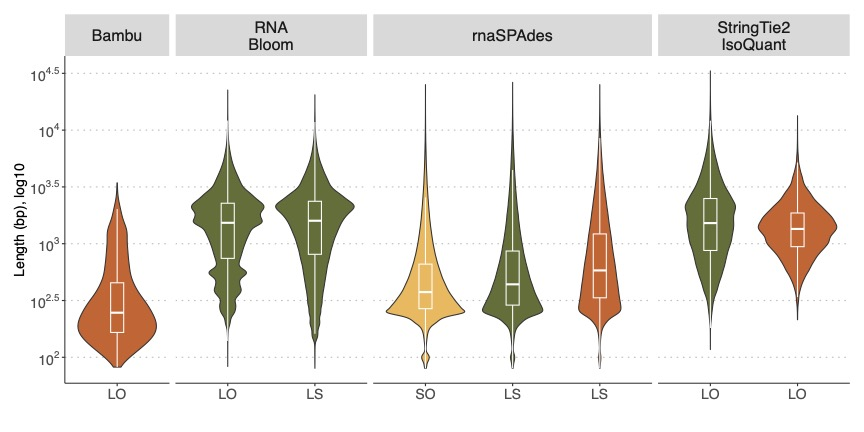 Bambu
RNA
Bloom
rnaSPAdes
StringTie2
IsoQuant
Length (bp), log10
10^4.5
10^4
10^3.5
10^3
10^2.5
10^2
LO
LO
LS
SO
LS
LS
LO
LO